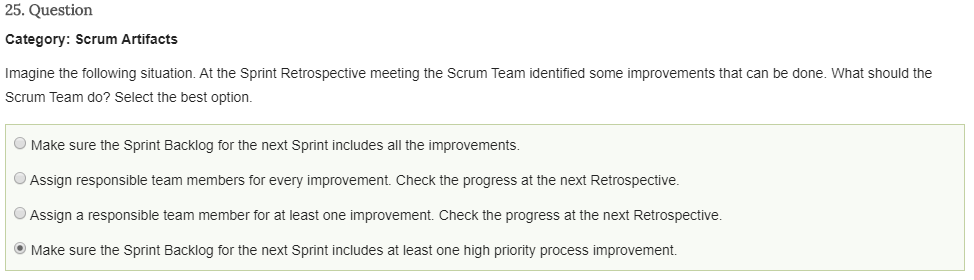 25. Question
Category: Scrum Artifacts
Imagine the following situation. At the Sprint Retrospective meeting the Scrum Team identified some improvements that can be done. What should the
Scrum Team do? Select the best option.
Make sure the Sprint Backlog for the next Sprint includes all the improvements.
Assign responsible team members for every improvement. Check the progress at the next Retrospective.
Assign a responsible team member for at least one improvement. Check the progress at the next Retrospective.
Make sure the Sprint Backlog for the next Sprint includes at least one high priority process improvement.